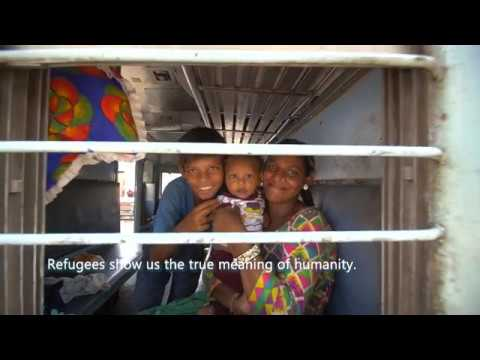 Refugees show us the true meaning of humanity.